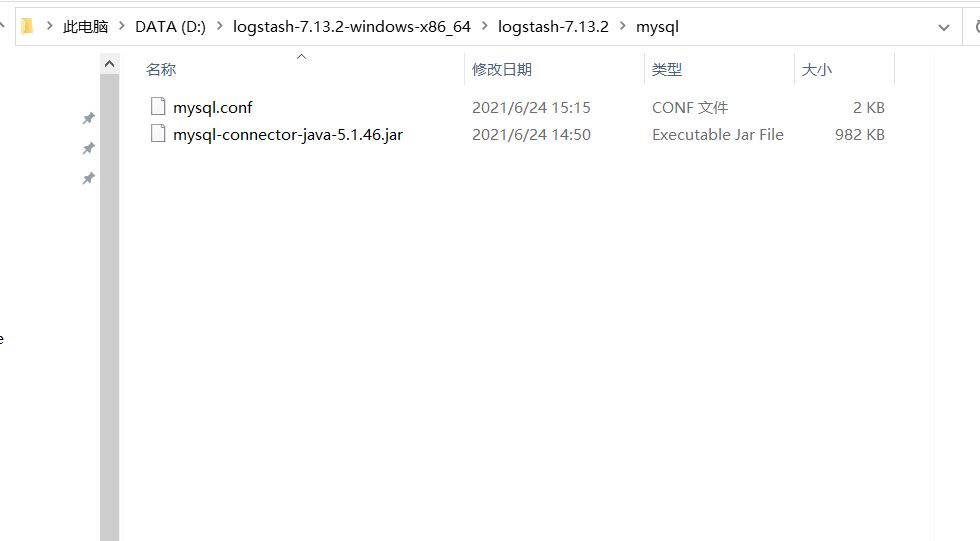 此电脑 > DATA (D:) > logstash-7.13.2-windows-x86_64 > logstash-7.13.2 > mysql
名称 修改日期 类型 大小
mysql.conf 2021/6/24 15:15 CONF 文件 2 KB
mysql-connector-java-5.1.46.jar 2021/6/24 14:50 Executable Jar File 982 KB
e